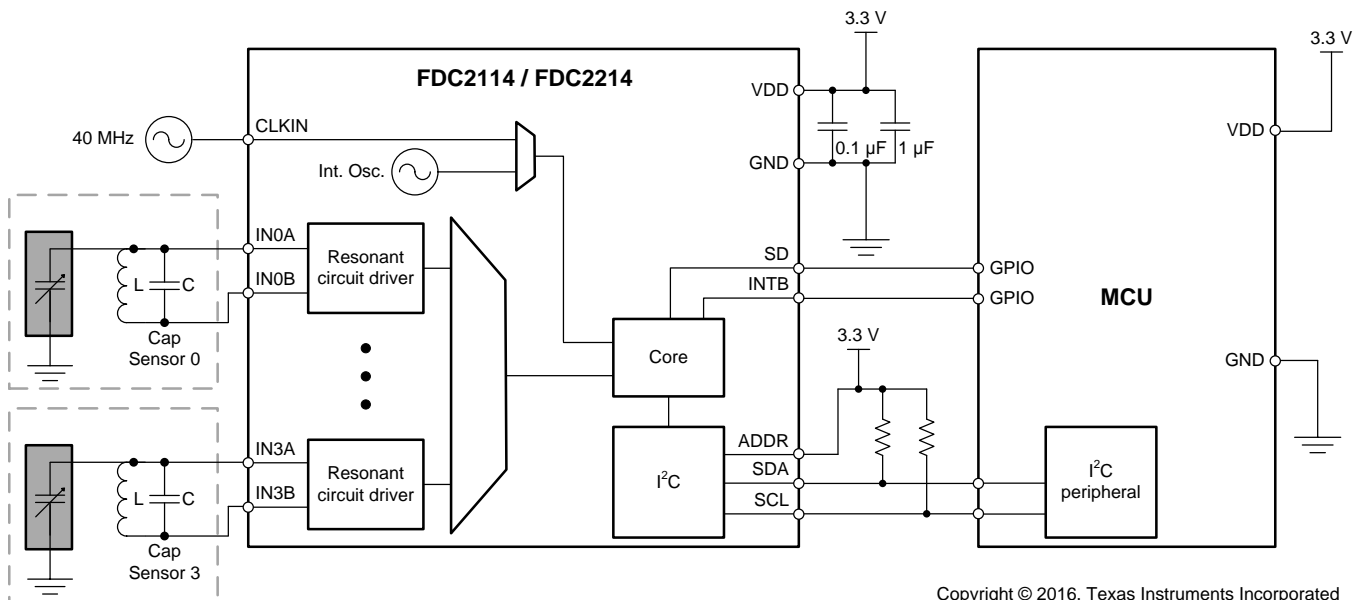 3.3 V
3.3 V
FDC2114 / FDC2214
VDD
CLKIN
40 MHz
VDD
0.1 µF
1 µF
GND
Int. Osc.
IN0A
Resonant
circuit driver
SD
GPIO
L
C
IN0B
INTB
GPIO
MCU
Cap
Sensor 0
Core
3.3 V
GND
IN3A
Resonant
circuit driver
ADDR
L
C
IN3B
I²C
SDA
I²C
peripheral
SCL
Cap
Sensor 3
Copyright © 2016, Texas Instruments Incorporated